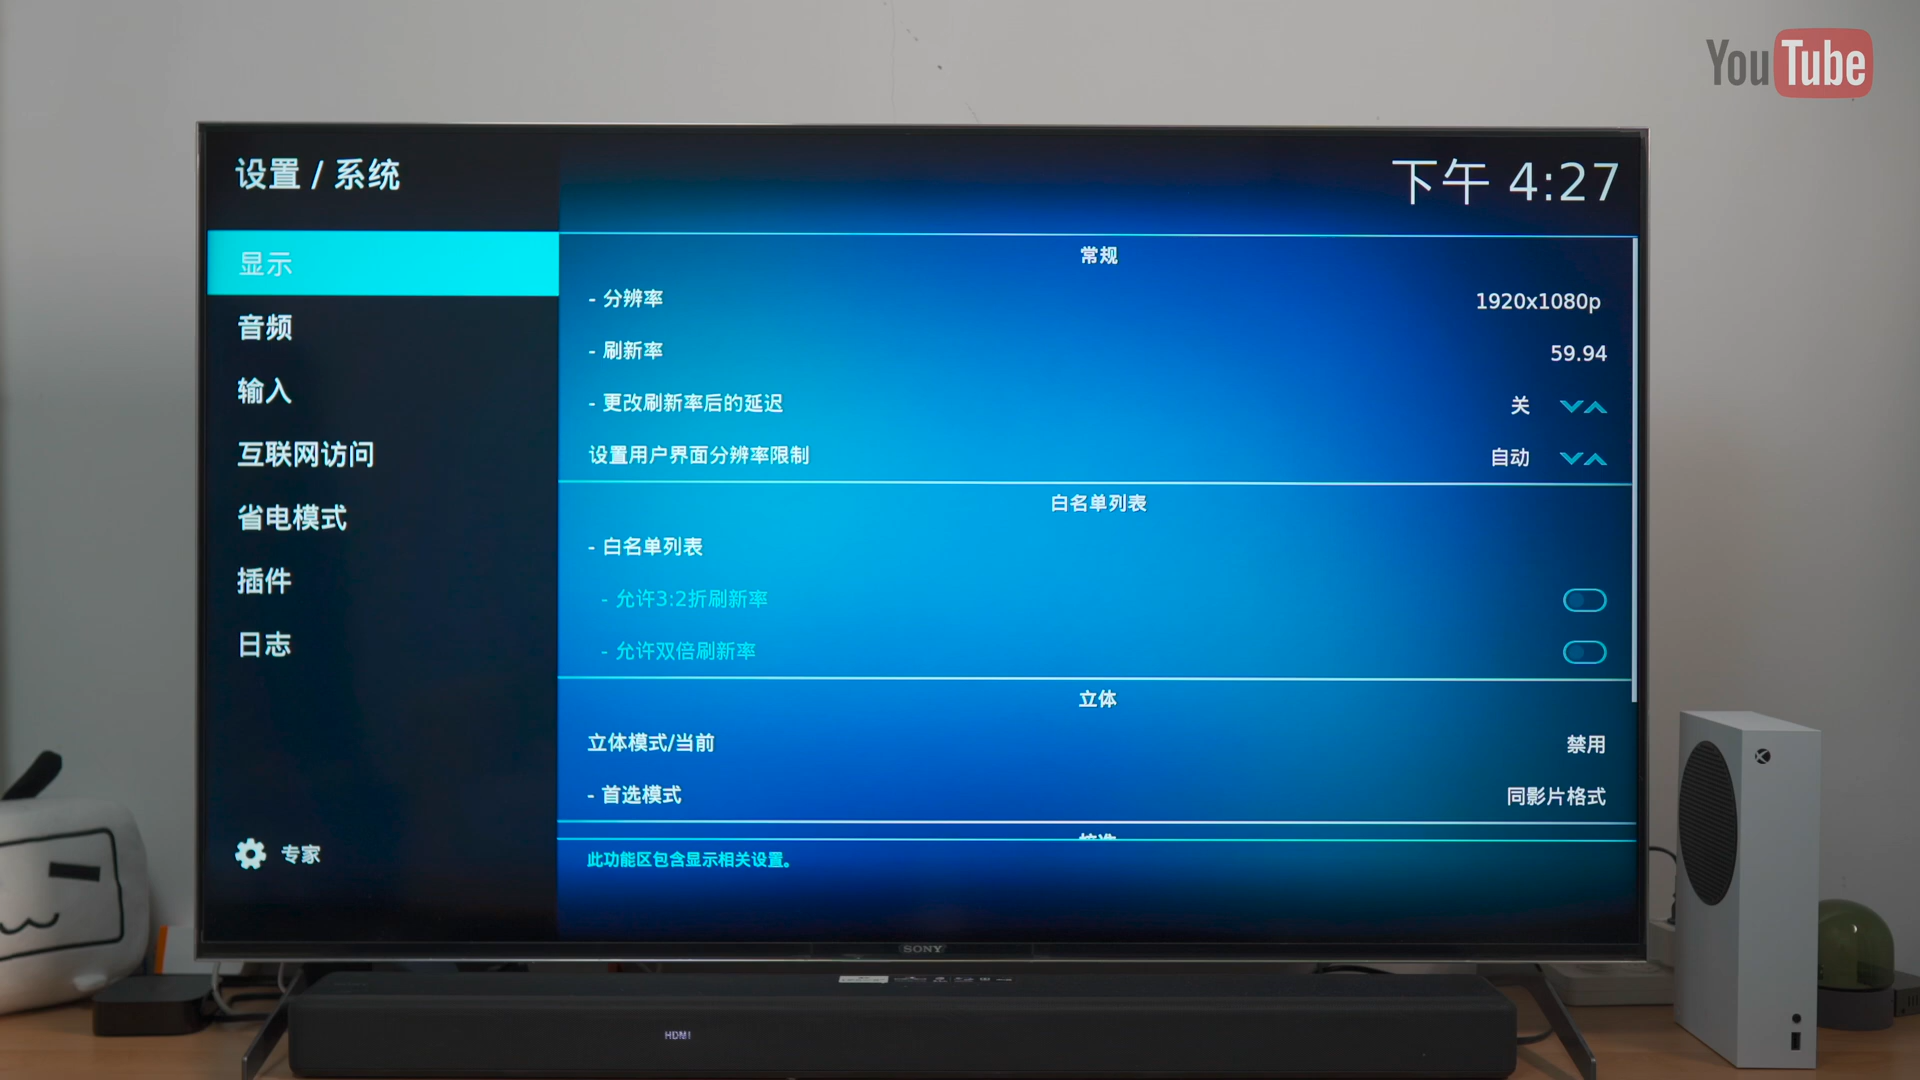 YouTube
设置 / 系统
下午 4:27
显示
音频
输入
互联网访问
省电模式
插件
日志
专家
常规
- 分辨率 1920x1080p
- 刷新率 59.94
- 更改刷新率后的延迟 关
设置用户界面分辨率限制 自动
白名单列表
- 白名单列表
- 允许3:2折刷新率
- 允许双倍刷新率
立体
立体模式/当前 禁用
- 首选模式 同影片格式
此功能区包含显示相关设置。
SONY
HDMI